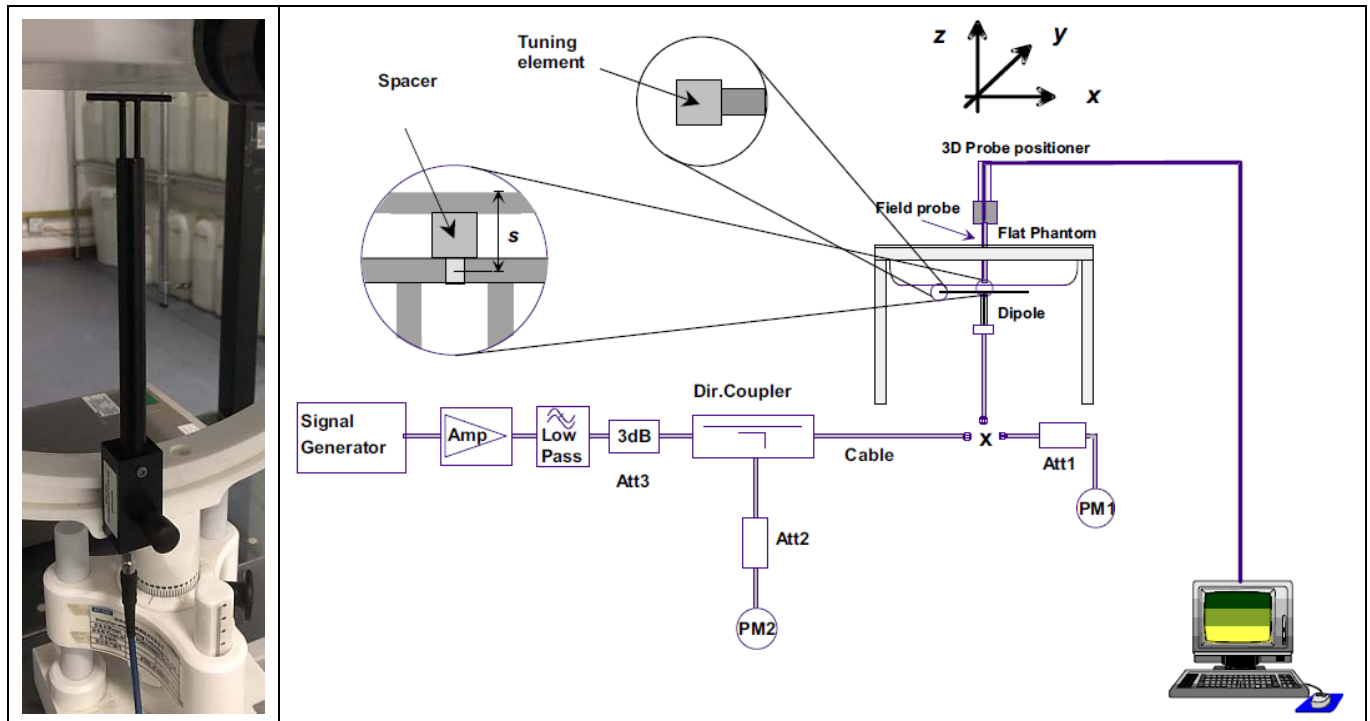 Tuning
element
Spacer
s
z
y
x
3D Probe positioner
Field probe
Flat Phantom
Dipole
Dir.Coupler
Signal
Generator
Amp
Low
Pass
3dB
Att3
Cable
x
Att1
PM1
Att2
PM2